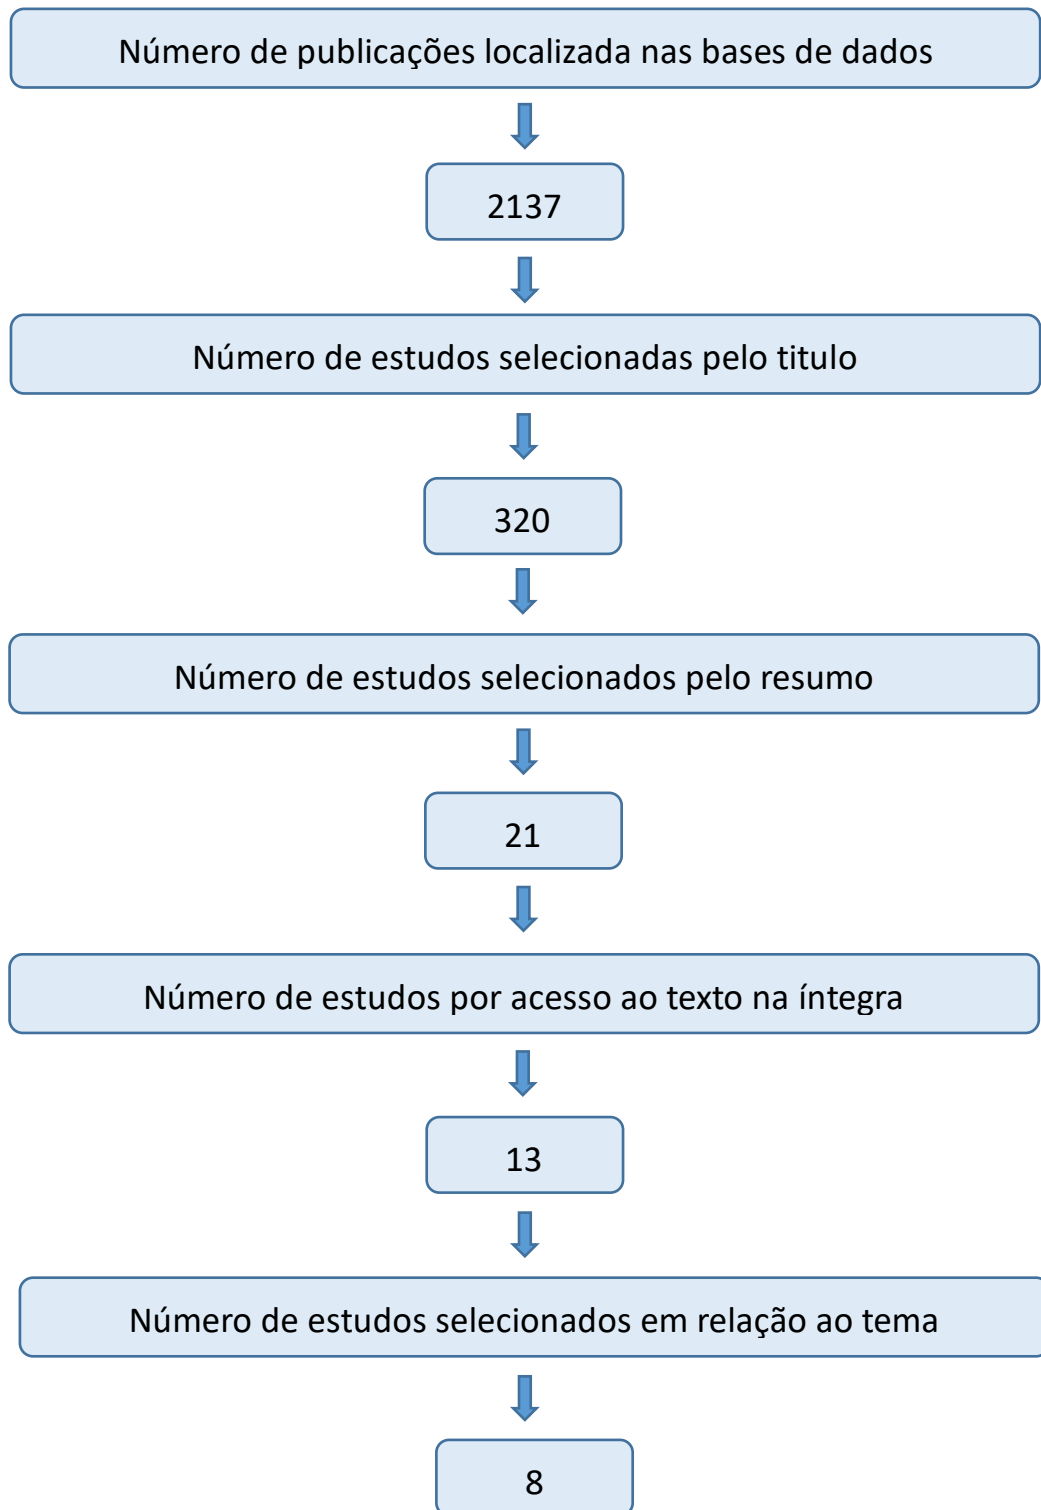 Número de publicações localizada nas bases de dados
2137
Número de estudos selecionadas pelo titulo
320
Número de estudos selecionados pelo resumo
21
Número de estudos por acesso ao texto na íntegra
13
Número de estudos selecionados em relação ao tema
8